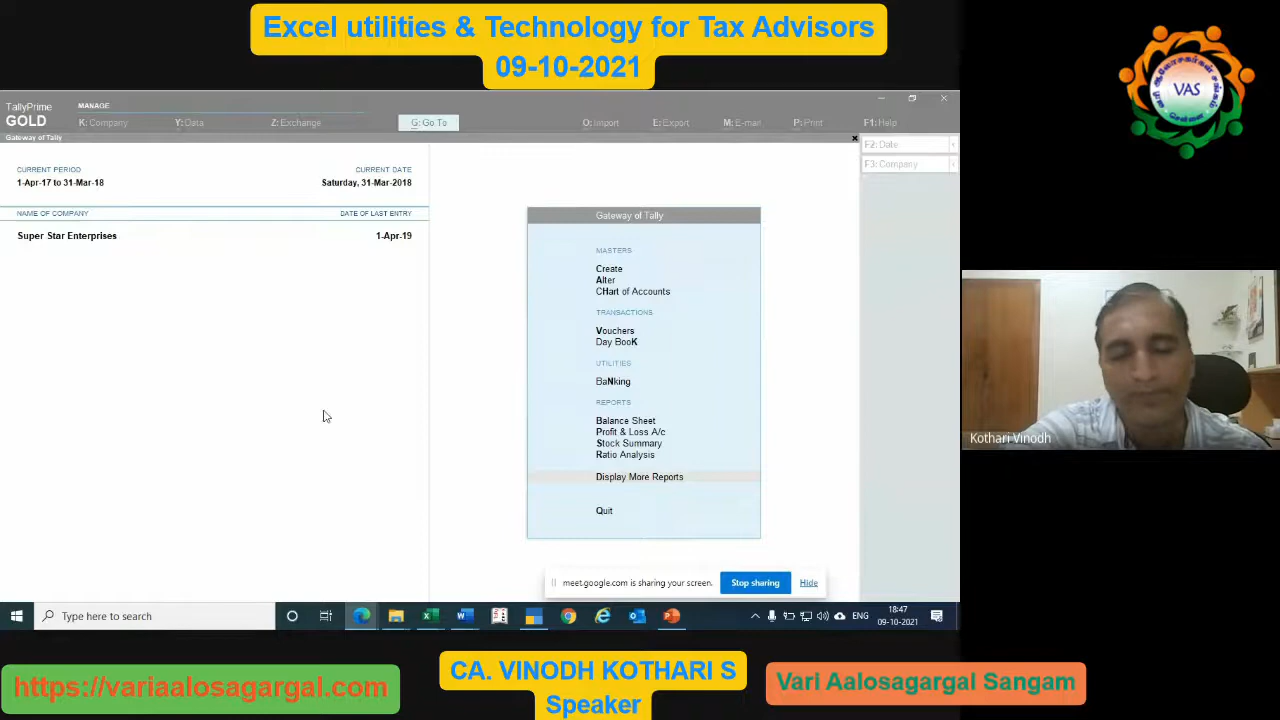 Excel utilities & Technology for Tax Advisors
09-10-2021
VAS
TallyPrime
GOLD
MANAGE
K: Company
Y: Data
Z: Exchange
G: Go To
O: Import
E: Export
M: E-mail
P: Print
F1: Help
Gateway of Tally
F2: Date
F3: Company
CURRENT PERIOD
CURRENT DATE
1-Apr-17 to 31-Mar-18
Saturday, 31-Mar-2018
NAME OF COMPANY
DATE OF LAST ENTRY
Super Star Enterprises
1-Apr-19
Gateway of Tally
MASTERS
Create
Alter
CHart of Accounts
TRANSACTIONS
Vouchers
Day BooK
UTILITIES
BaNking
REPORTS
Balance Sheet
Profit & Loss A/c
Stock Summary
Ratio Analysis
Display More Reports
Quit
Kothari Vinodh
meet.google.com is sharing your screen.
Stop sharing
Hide
Type here to search
ENG
18:47
09-10-2021
https://variaalosagargal.com
CA. VINODH KOTHARI S
Speaker
Vari Aalosagargal Sangam